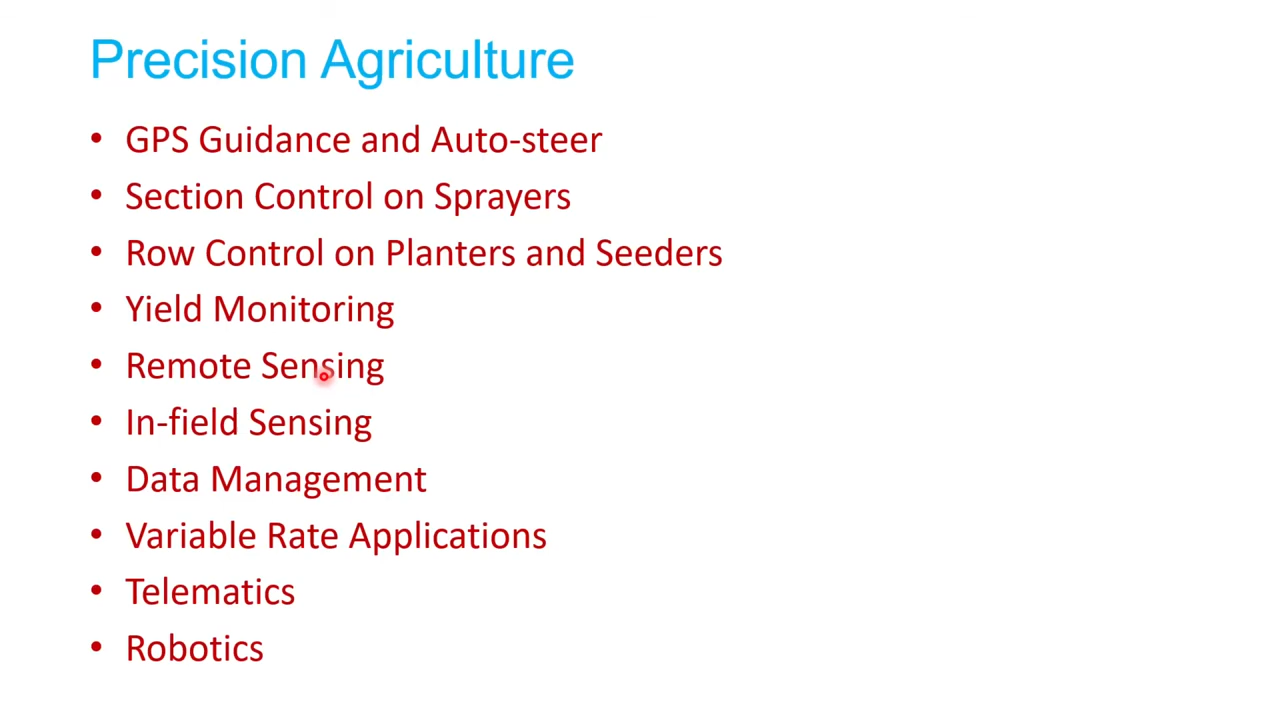 Precision Agriculture
• GPS Guidance and Auto-steer
• Section Control on Sprayers
• Row Control on Planters and Seeders
• Yield Monitoring
• Remote Sensing
• In-field Sensing
• Data Management
• Variable Rate Applications
• Telematics
• Robotics